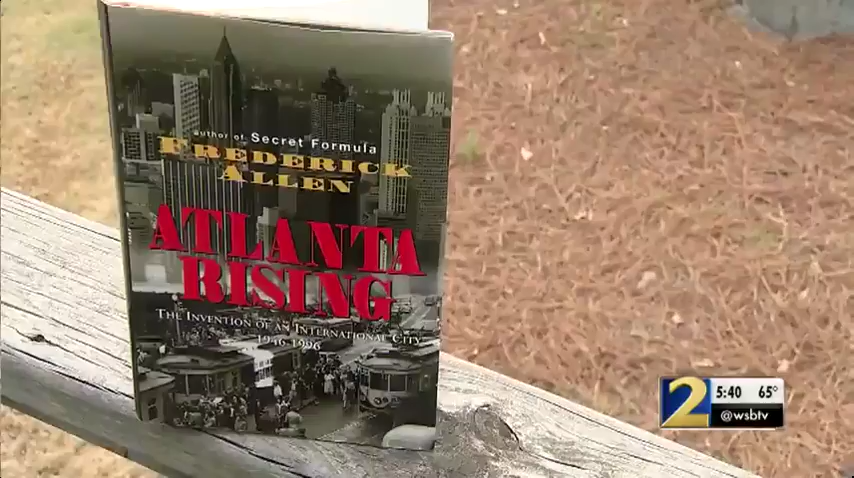 author of Secret Formula
FREDERICK
ALLEN
ATLANTA
RISING
THE INVENTION OF AN INTERNATIONAL CITY
1946-1996
2
5:40 65°
@wsbtv